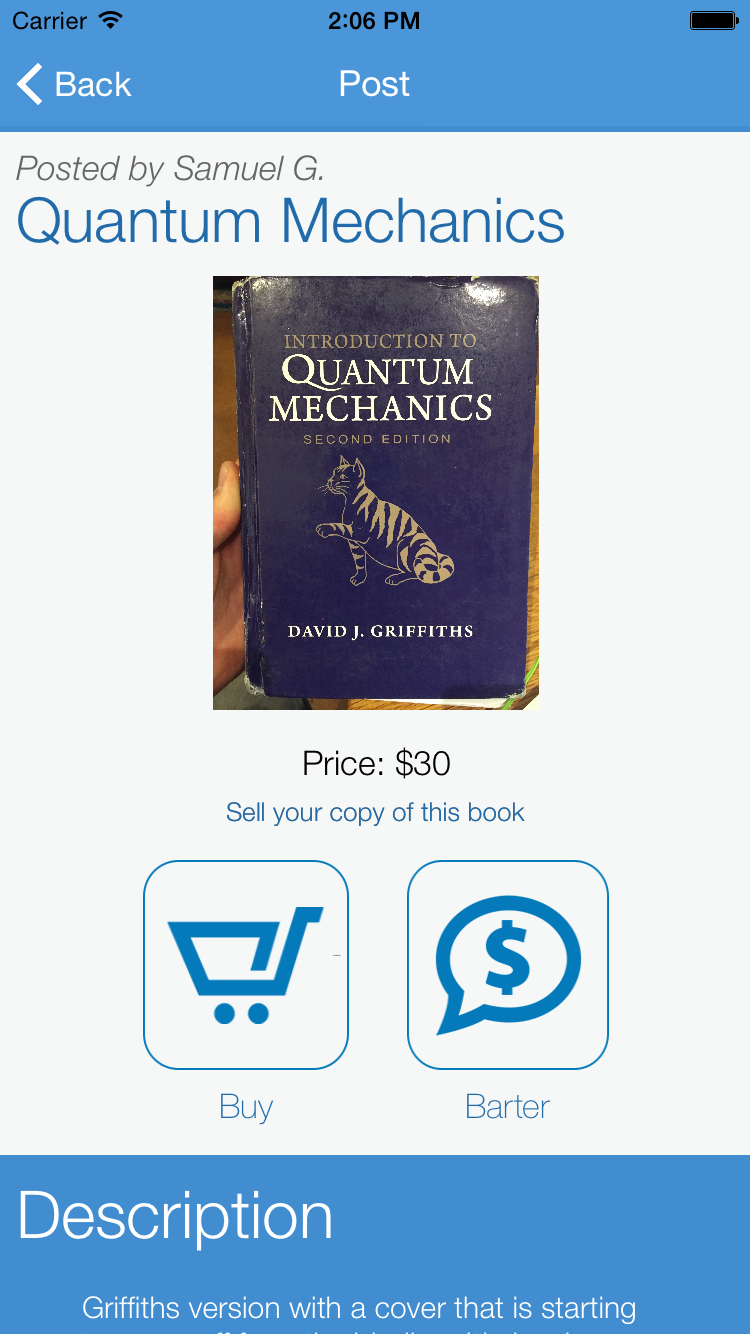 Carrier 2:06 PM
Back Post
Posted by Samuel G.
Quantum Mechanics
INTRODUCTION TO
QUANTUM
MECHANICS
SECOND EDITION
DAVID J. GRIFFITHS
Price: $30
Sell your copy of this book
$
Buy Barter
Description
Griffiths version with a cover that is starting